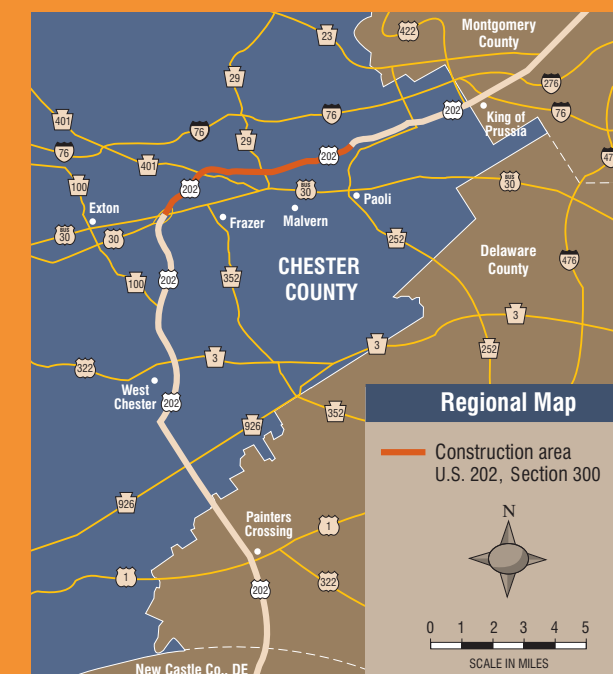 Montgomery
County
23
422
29
276
76
202
King of
Prussia
76
401
76
76
29
202
47
401
100
202
BUS
30
BUS
30
Exton
Paoli
Frazer
Malvern
BUS
30
30
252
Delaware
County
476
CHESTER
COUNTY
100
202
352
3
3
252
322
3
West
Chester
202
352
926
Regional Map
Construction area
U.S. 202, Section 300
926
Painters
Crossing
1
N
1
202
322
0 1 2 3 4 5
SCALE IN MILES
New Castle Co., DE